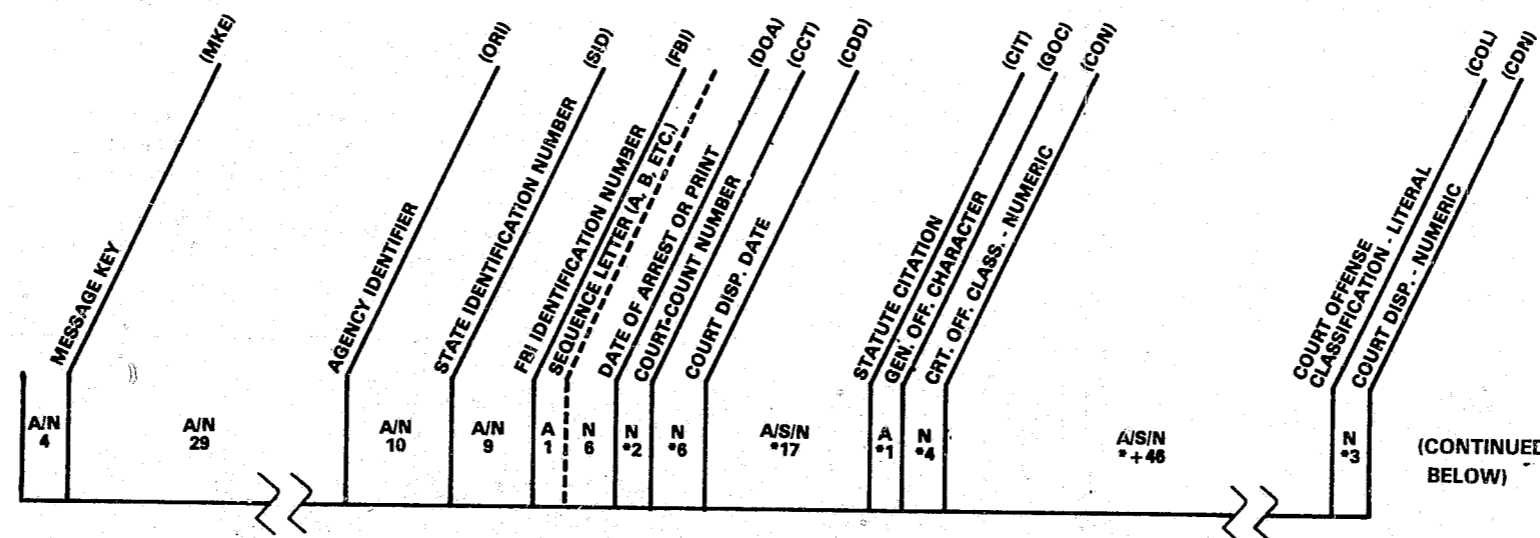 (MKE)
(ORI)
(SID)
(FBI)
(DOA)
(CCT)
(CDD)
(CIT)
(GOC)
(CON)
(COL)
(CDN)
MESSAGE KEY
AGENCY IDENTIFIER
STATE IDENTIFICATION NUMBER
FBI IDENTIFICATION NUMBER
SEQUENCE LETTER (A, B, ETC.)
DATE OF ARREST OR PRINT
COURT-COUNT NUMBER
COURT DISP. DATE
STATUTE CITATION
GEN. OFF. CHARACTER
CRT. OFF. CLASS. - NUMERIC
COURT OFFENSE
CLASSIFICATION - LITERAL
COURT DISP. - NUMERIC
A/N
4
A/N
29
A/N
10
A/N
9
A
1
N
6
N
*2
N
*6
A/S/N
*17
A
*1
N
*4
A/S/N
*+46
N
*3
(CONTINUED
BELOW)